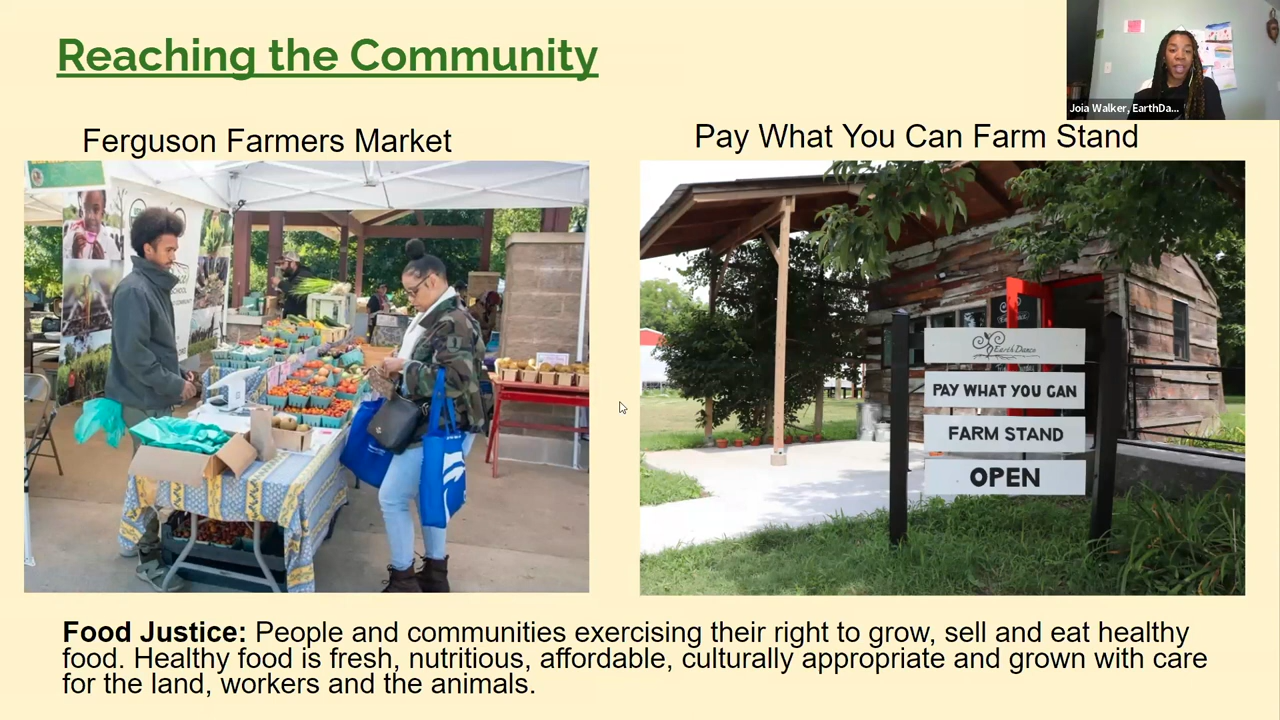 Reaching the Community
Joia Walker, EarthDa...
Ferguson Farmers Market
Pay What You Can Farm Stand
SCHOOL
EarthDance
PAY WHAT YOU CAN
FARM STAND
OPEN
Food Justice: People and communities exercising their right to grow, sell and eat healthy
food. Healthy food is fresh, nutritious, affordable, culturally appropriate and grown with care
for the land, workers and the animals.